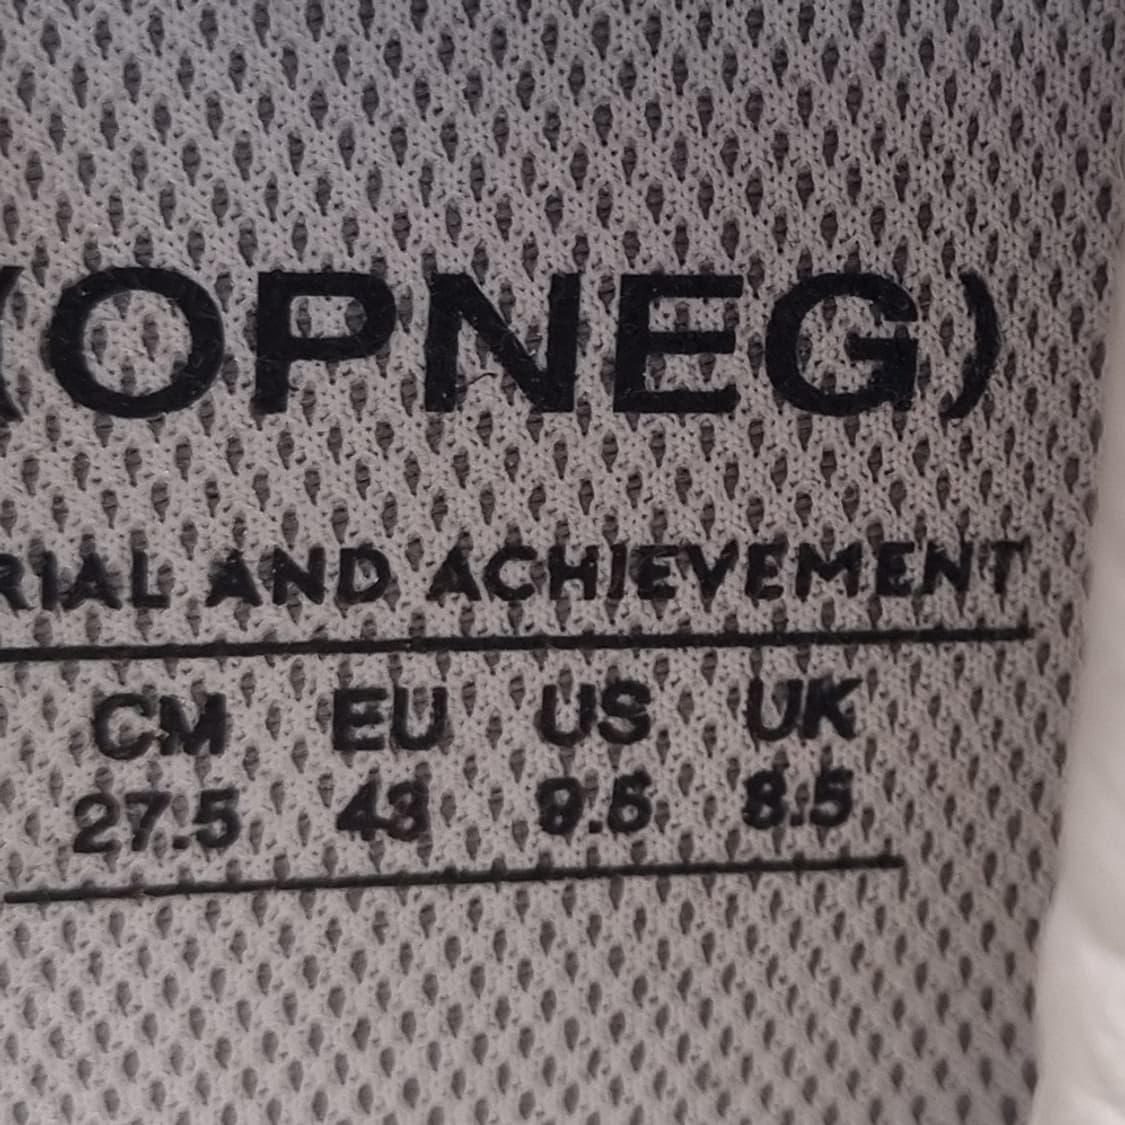 (OPNEG)
RIAL AND ACHIEVEMENT
CM EU US UK
27.5 43 9.5 8.5